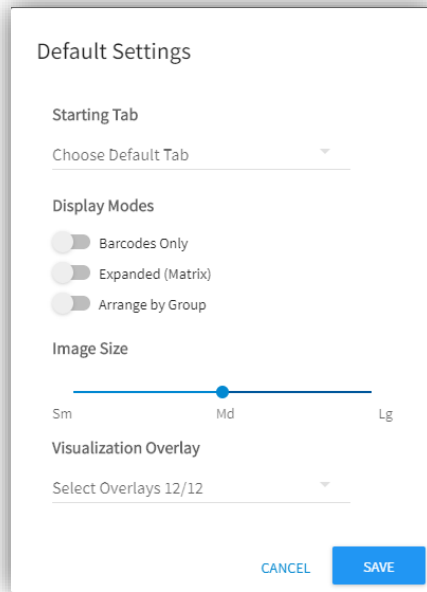 Default Settings
Starting Tab
Choose Default Tab
Display Modes
Barcodes Only
Expanded (Matrix)
Arrange by Group
Image Size
Sm Md Lg
Visualization Overlay
Select Overlays 12/12
CANCEL SAVE